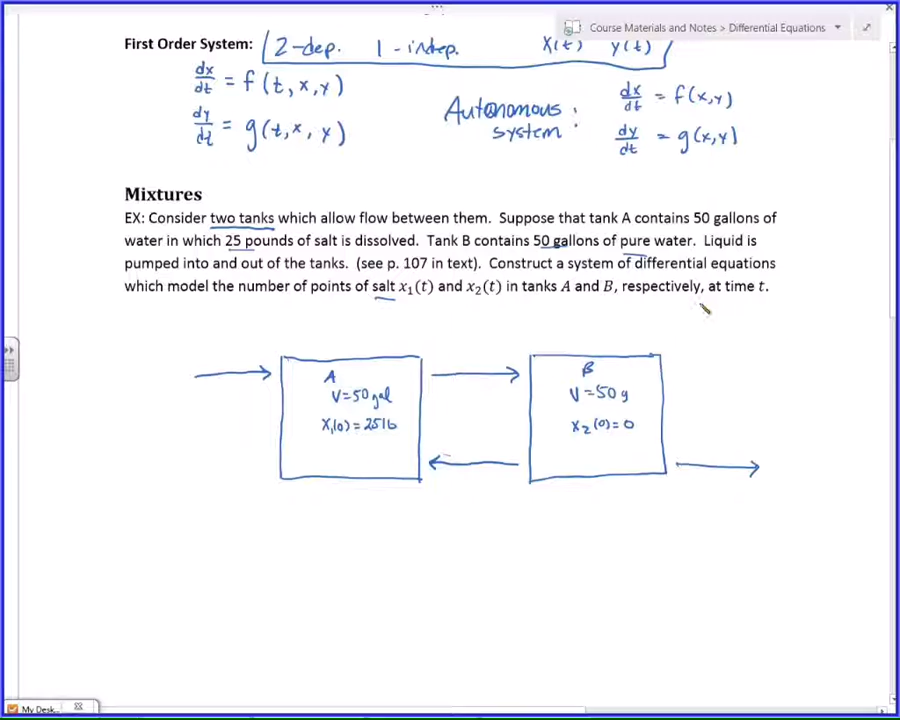 Course Materials and Notes > Differential Equations
First Order System: 2-dep. 1-indep. x(t) y(t)
dx/dt = f(t, x, y)
dy/dt = g(t, x, y)
Autonomous system:
dx/dt = f(x, y)
dy/dt = g(x, y)
Mixtures
EX: Consider two tanks which allow flow between them. Suppose that tank A contains 50 gallons of
water in which 25 pounds of salt is dissolved. Tank B contains 50 gallons of pure water. Liquid is
pumped into and out of the tanks. (see p. 107 in text). Construct a system of differential equations
which model the number of points of salt x₁(t) and x₂(t) in tanks A and B, respectively, at time t.
A
V=50gal
x₁(0)=25lb
B
V=50g
x₂(0)=0
My Desk..